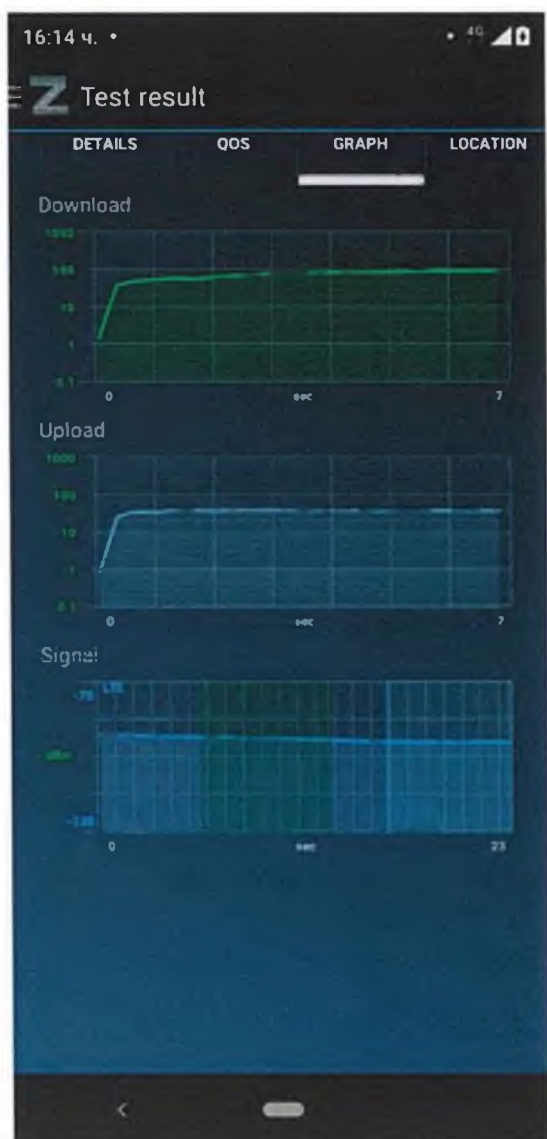 16:14 ч. •
• 4G
Z Test result
DETAILS QOS GRAPH LOCATION
Download
1000
100
10
1
0.1
0 sec 7
Upload
1000
100
10
1
0.1
0 sec 7
Signal
-70 LTE
dBm
0 sec 23